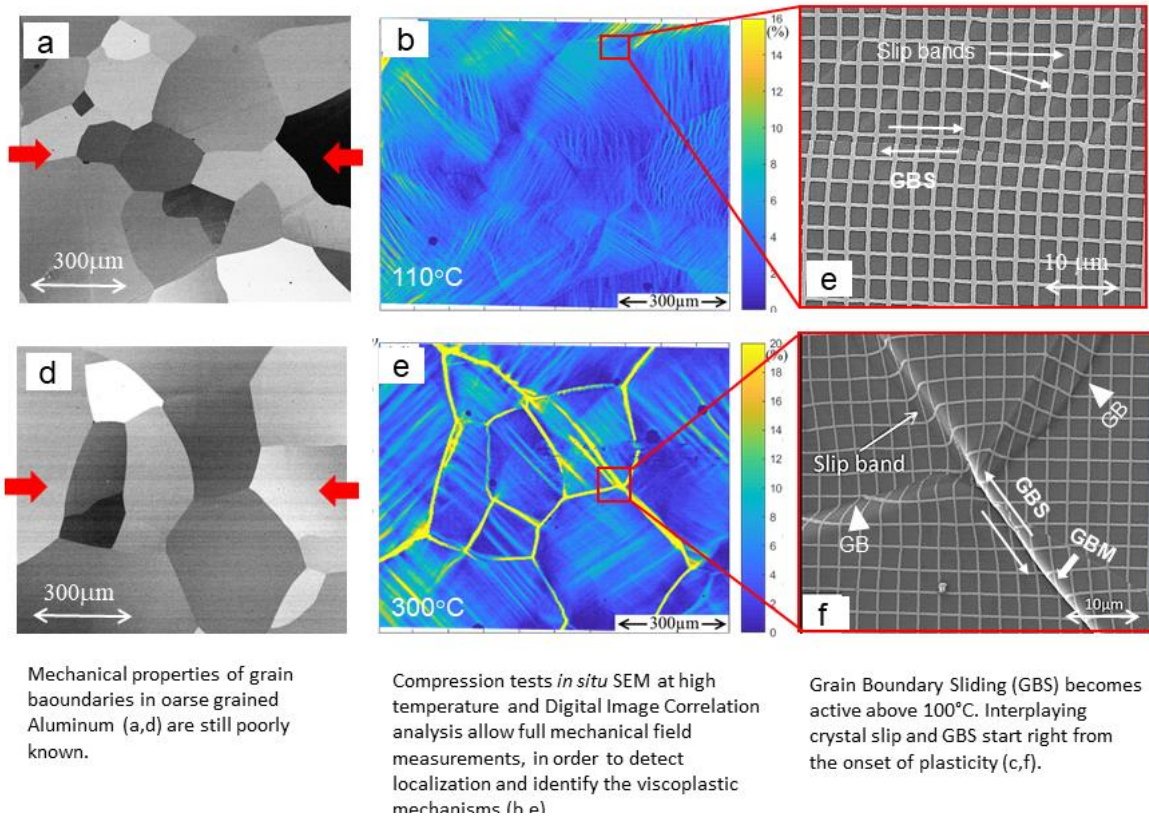 a
300μm
b
110°C
300μm
16
(%)
14
12
10
8
6
4
2
0
Slip bands
GBS
10 μm
e
d
300μm
e
300°C
300μm
20
(%)
18
16
14
12
10
8
6
4
2
0
GB
Slip band
GBS
GB
GBM
10μm
f
Mechanical properties of grain
baoundaries in oarse grained
Aluminum (a,d) are still poorly
known.
Compression tests in situ SEM at high
temperature and Digital Image Correlation
analysis allow full mechanical field
measurements, in order to detect
localization and identify the viscoplastic
mechanisms (b,e)
Grain Boundary Sliding (GBS) becomes
active above 100°C. Interplaying
crystal slip and GBS start right from
the onset of plasticity (c,f).